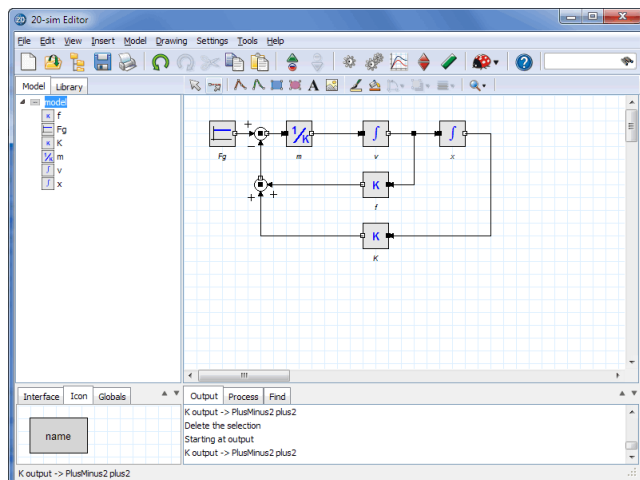 20-sim Editor
File Edit View Insert Model Drawing Settings Tools Help
Model Library
model
K f
Fg
K K
1/K m
∫ v
∫ x
+
−
1/K
∫
∫
Fg
m
v
x
+
+
K
f
K
K
Interface Icon Globals
name
Output Process Find
K output -> PlusMinus2 plus2
Delete the selection
Starting at output
K output -> PlusMinus2 plus2
K output -> PlusMinus2 plus2